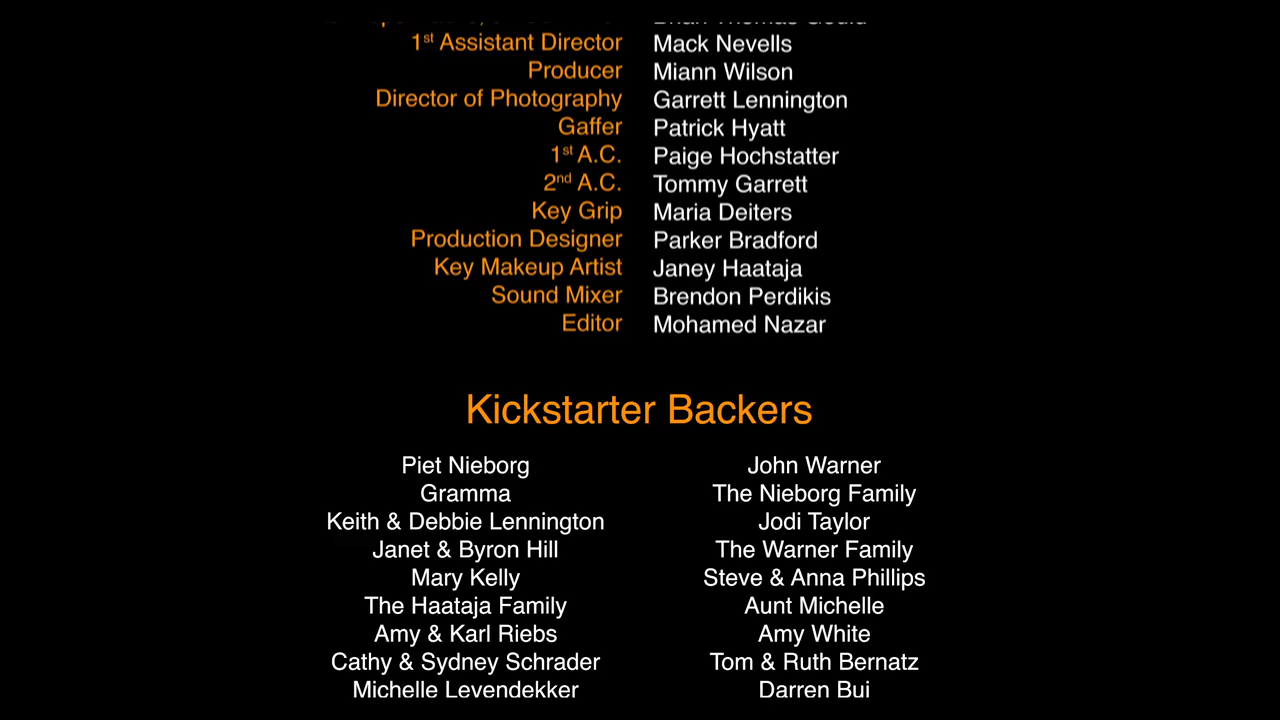 Brian Thomas Gould
1st Assistant Director Mack Nevells
Producer Miann Wilson
Director of Photography Garrett Lennington
Gaffer Patrick Hyatt
1st A.C. Paige Hochstatter
2nd A.C. Tommy Garrett
Key Grip Maria Deiters
Production Designer Parker Bradford
Key Makeup Artist Janey Haataja
Sound Mixer Brendon Perdikis
Editor Mohamed Nazar
Kickstarter Backers
Piet Nieborg John Warner
Gramma The Nieborg Family
Keith & Debbie Lennington Jodi Taylor
Janet & Byron Hill The Warner Family
Mary Kelly Steve & Anna Phillips
The Haataja Family Aunt Michelle
Amy & Karl Riebs Amy White
Cathy & Sydney Schrader Tom & Ruth Bernatz
Michelle Levendekker Darren Bui